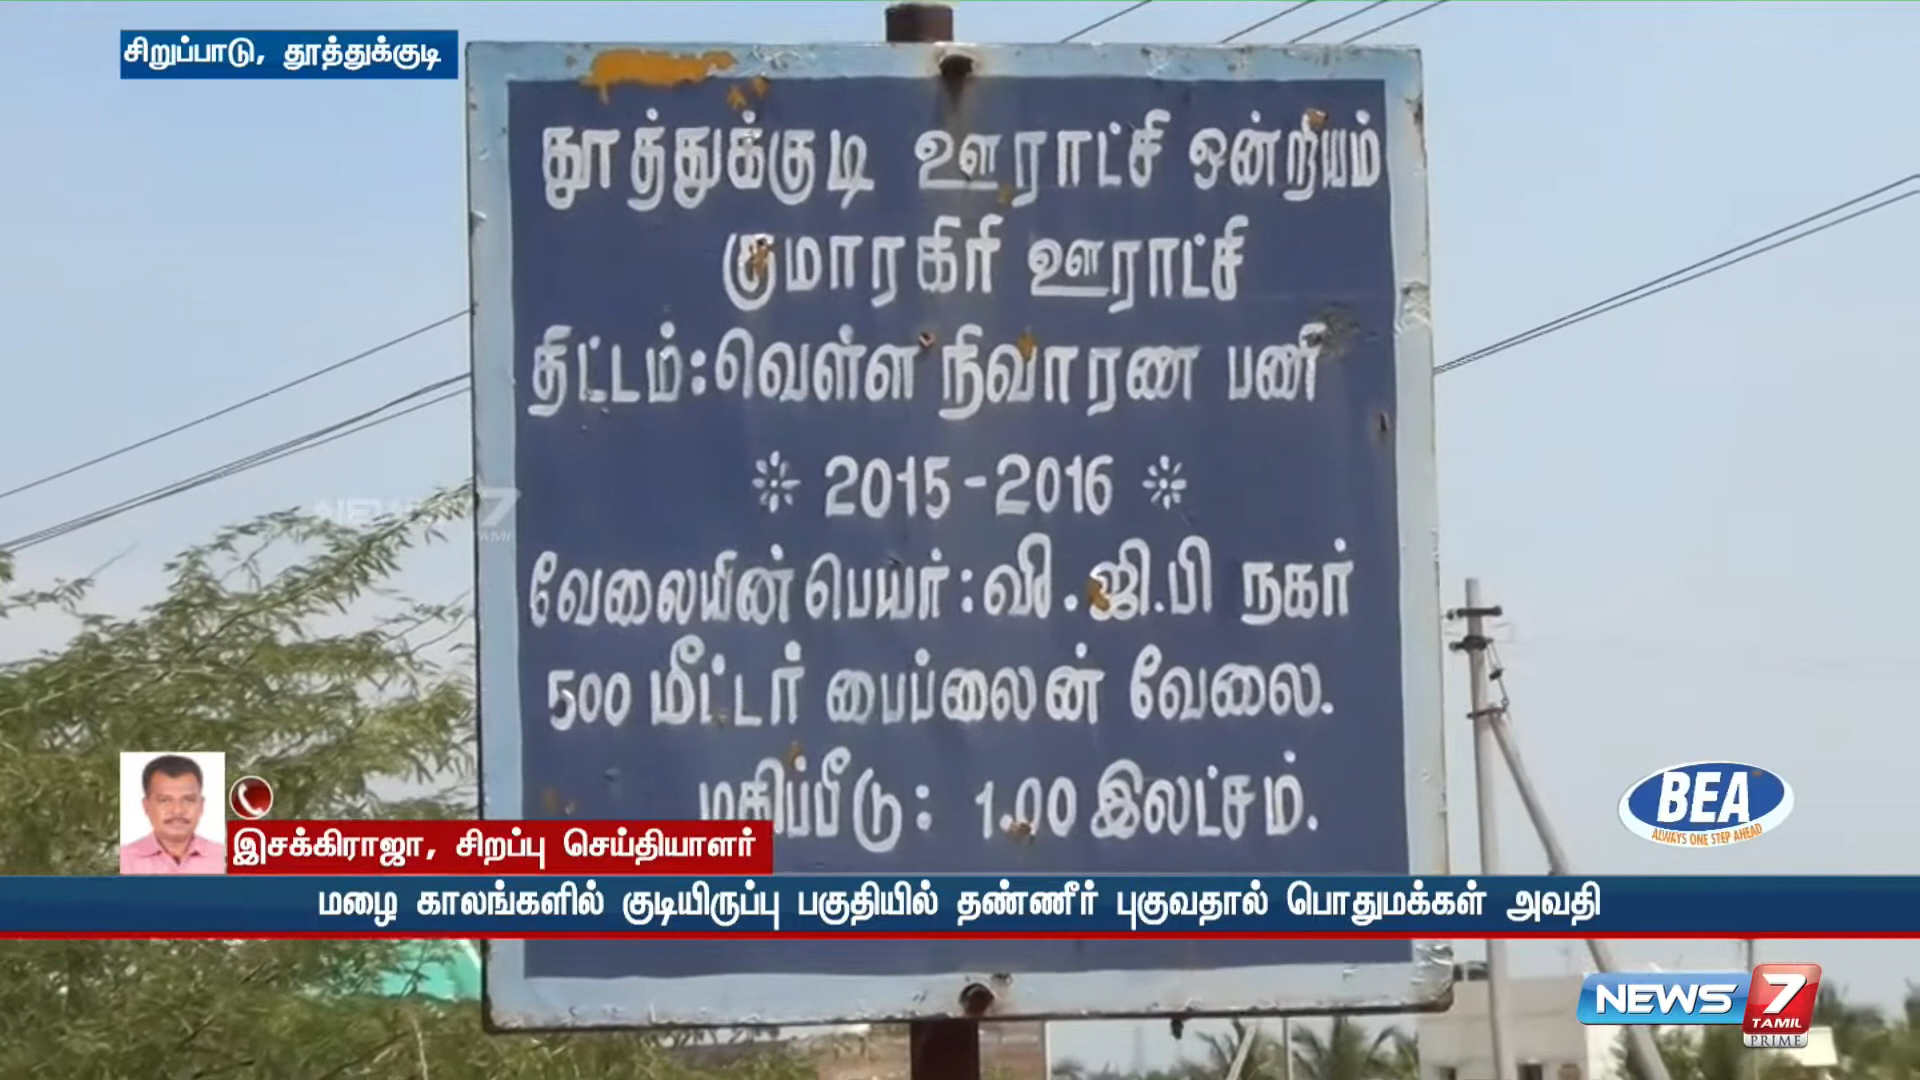 சிறுப்பாடு, தூத்துக்குடி
தூத்துக்குடி ஊராட்சி ஒன்றியம்
குமாரகிரி ஊராட்சி
திட்டம்:வெள்ள நிவாரண பணி
2015-2016
வேலையின் பெயர்:வி.ஜி.பி நகர்
500 மீட்டர் பைப்லைன் வேலை.
மதிப்பீடு: 1.00 இலட்சம்.
இசக்கிராஜா, சிறப்பு செய்தியாளர்
BEA
ALWAYS ONE STEP AHEAD
மழை காலங்களில் குடியிருப்பு பகுதியில் தண்ணீர் புகுவதால் பொதுமக்கள் அவதி
NEWS 7
TAMIL
PRIME